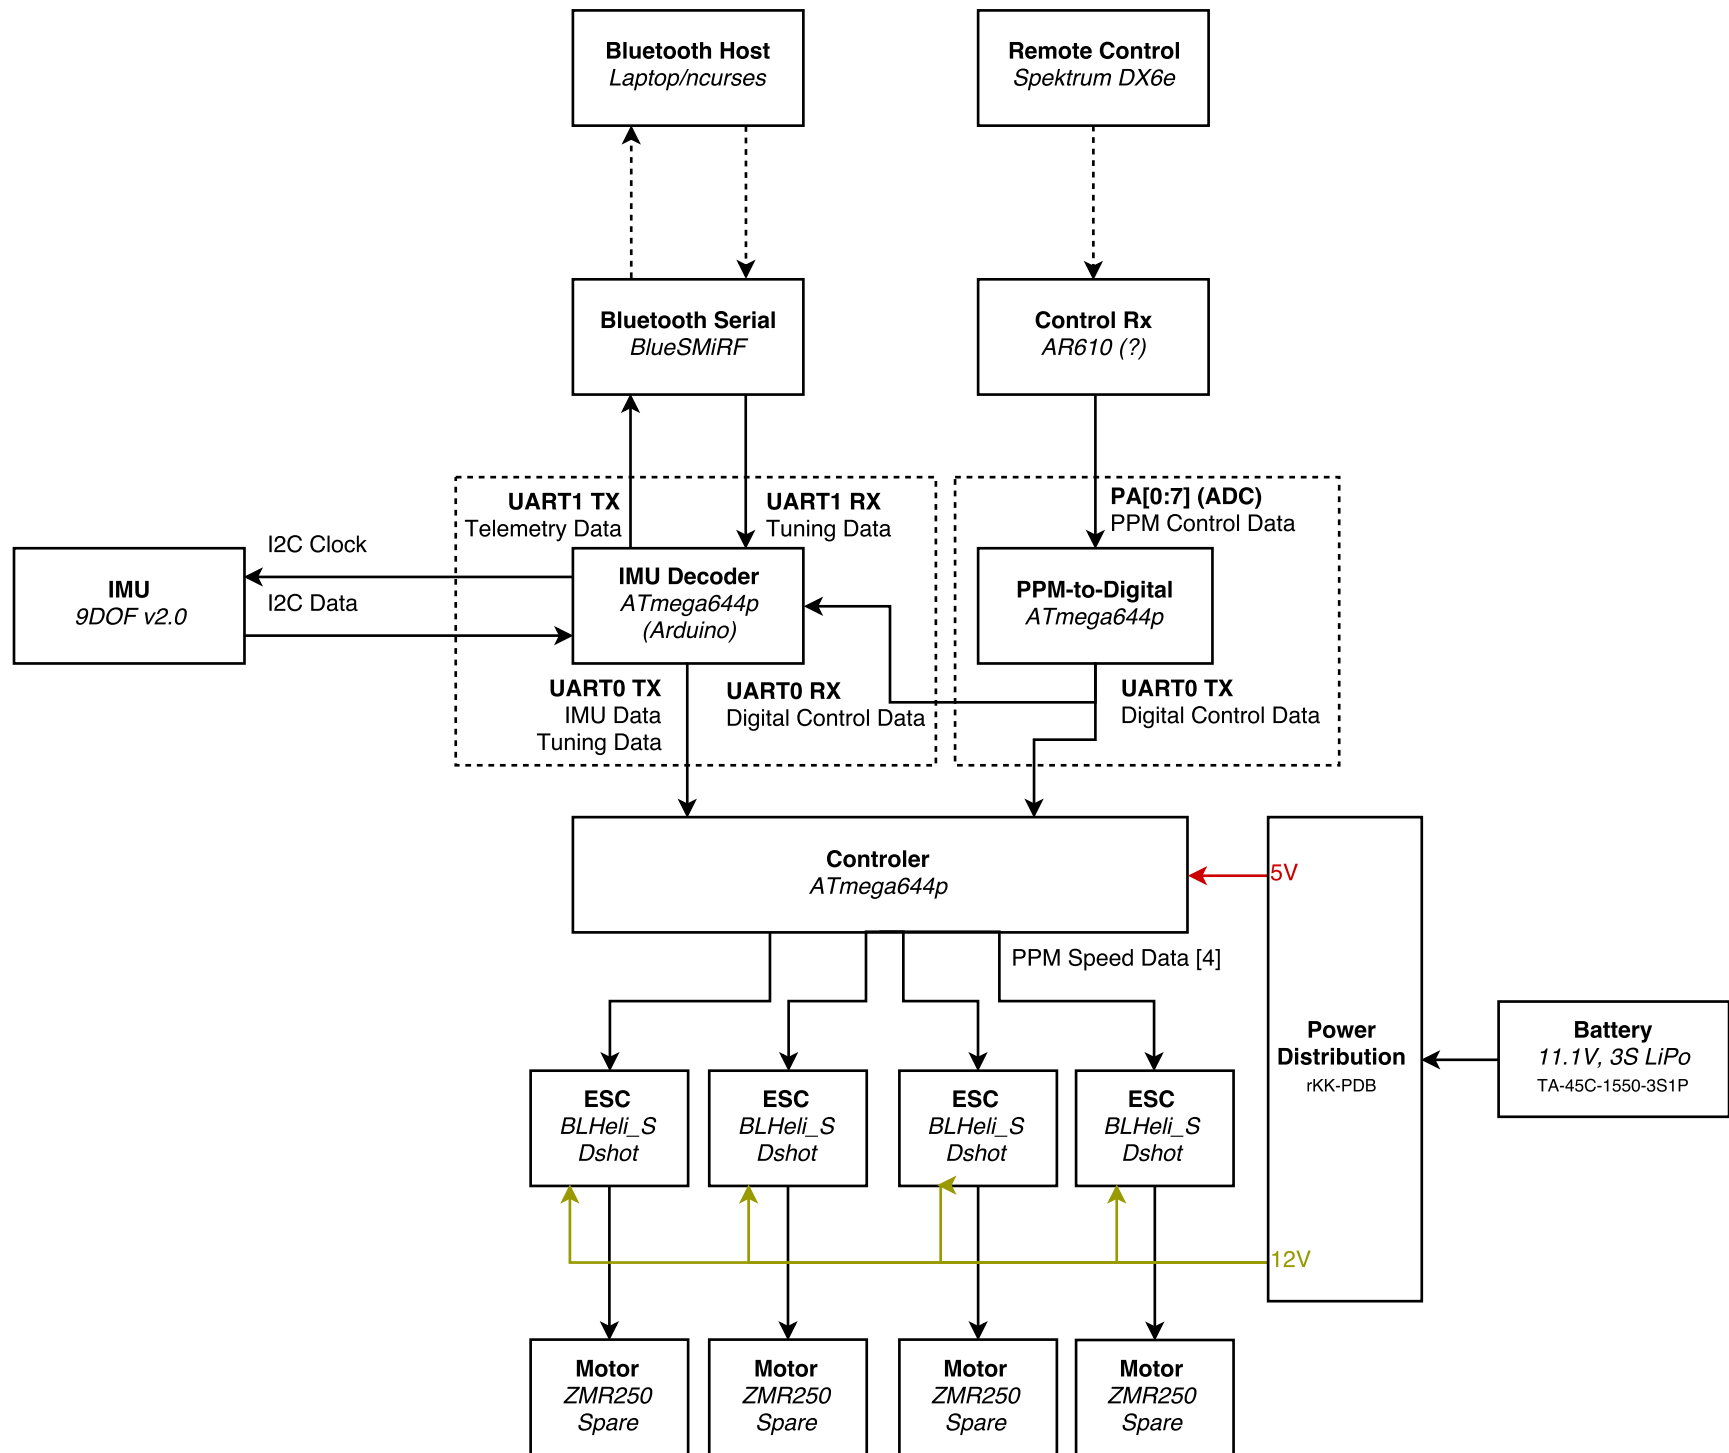 Bluetooth Host
Laptop/ncurses
Remote Control
Spektrum DX6e
Bluetooth Serial
BlueSMiRF
Control Rx
AR610 (?)
UART1 TX
Telemetry Data
UART1 RX
Tuning Data
PA[0:7] (ADC)
PPM Control Data
I2C Clock
I2C Data
IMU
9DOF v2.0
IMU Decoder
ATmega644p
(Arduino)
PPM-to-Digital
ATmega644p
UART0 TX
IMU Data
Tuning Data
UART0 RX
Digital Control Data
UART0 TX
Digital Control Data
Controler
ATmega644p
5V
PPM Speed Data [4]
Power
Distribution
rKK-PDB
Battery
11.1V, 3S LiPo
TA-45C-1550-3S1P
ESC
BLHeli_S
Dshot
ESC
BLHeli_S
Dshot
ESC
BLHeli_S
Dshot
ESC
BLHeli_S
Dshot
12V
Motor
ZMR250
Spare
Motor
ZMR250
Spare
Motor
ZMR250
Spare
Motor
ZMR250
Spare